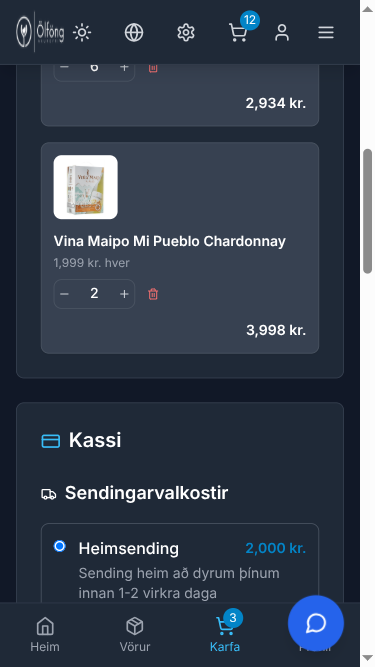 Ölföng
12
6
2,934 kr.
Vina Maipo Mi Pueblo Chardonnay
1,999 kr. hver
2
3,998 kr.
Kassi
Sendingarvalkostir
Heimsending
2,000 kr.
Sending heim að dyrum þínum
innan 1-2 virkra daga
3
Heim
Vörur
Karfa